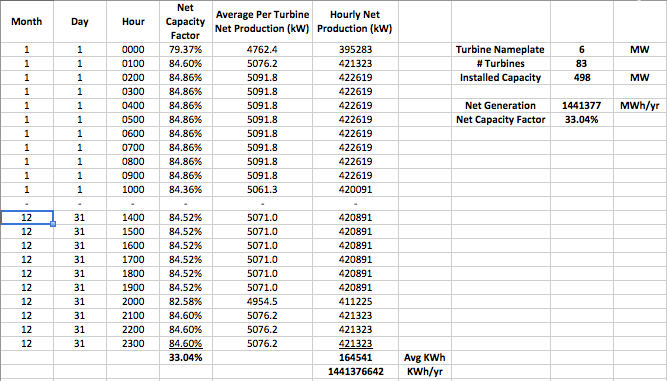 Month Day Hour Net Capacity Factor Average Per Turbine Net Production (kW) Hourly Net Production (kW)
1 1 0000 79.37% 4762.4 395283 Turbine Nameplate 6 MW
1 1 0100 84.60% 5076.2 421323 # Turbines 83
1 1 0200 84.86% 5091.8 422619 Installed Capacity 498 MW
1 1 0300 84.86% 5091.8 422619
1 1 0400 84.86% 5091.8 422619 Net Generation 1441377 MWh/yr
1 1 0500 84.86% 5091.8 422619 Net Capacity Factor 33.04%
1 1 0600 84.86% 5091.8 422619
1 1 0700 84.86% 5091.8 422619
1 1 0800 84.86% 5091.8 422619
1 1 0900 84.86% 5091.8 422619
1 1 1000 84.36% 5061.3 420091
- - - - - -
12 31 1400 84.52% 5071.0 420891
12 31 1500 84.52% 5071.0 420891
12 31 1600 84.52% 5071.0 420891
12 31 1700 84.52% 5071.0 420891
12 31 1800 84.52% 5071.0 420891
12 31 1900 84.52% 5071.0 420891
12 31 2000 82.58% 4954.5 411225
12 31 2100 84.60% 5076.2 421323
12 31 2200 84.60% 5076.2 421323
12 31 2300 84.60% 5076.2 421323
33.04% 164541 Avg KWh
1441376642 KWh/yr